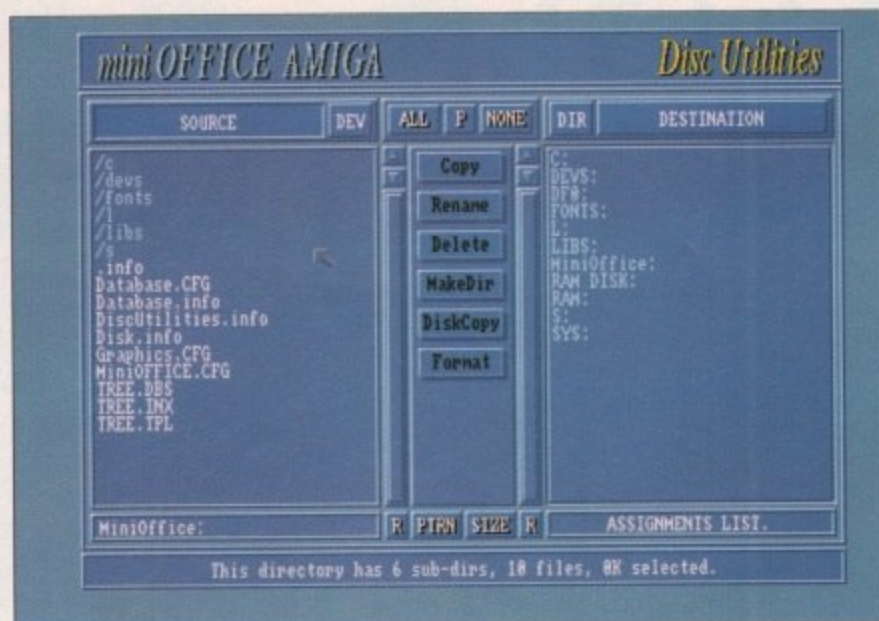 mini OFFICE AMIGA
Disc Utilities
SOURCE
DEV
ALL
P
NONE
DIR
DESTINATION
/c
/devs
/fonts
/l
/libs
/s
.info
Database.CFG
Database.info
DiscUtilities.info
Disk.info
Graphics.CFG
MiniOFFICE.CFG
TREE.DBS
TREE.INX
TREE.TPL
Copy
Rename
Delete
MakeDir
DiskCopy
Format
C:
DEVS:
DF0:
FONTS:
L:
LIBS:
MiniOffice:
RAM DISK:
RAM:
S:
SYS:
MiniOffice:
R
PTRN
SIZE
R
ASSIGNMENTS LIST.
This directory has 6 sub-dirs, 10 files, 0K selected.